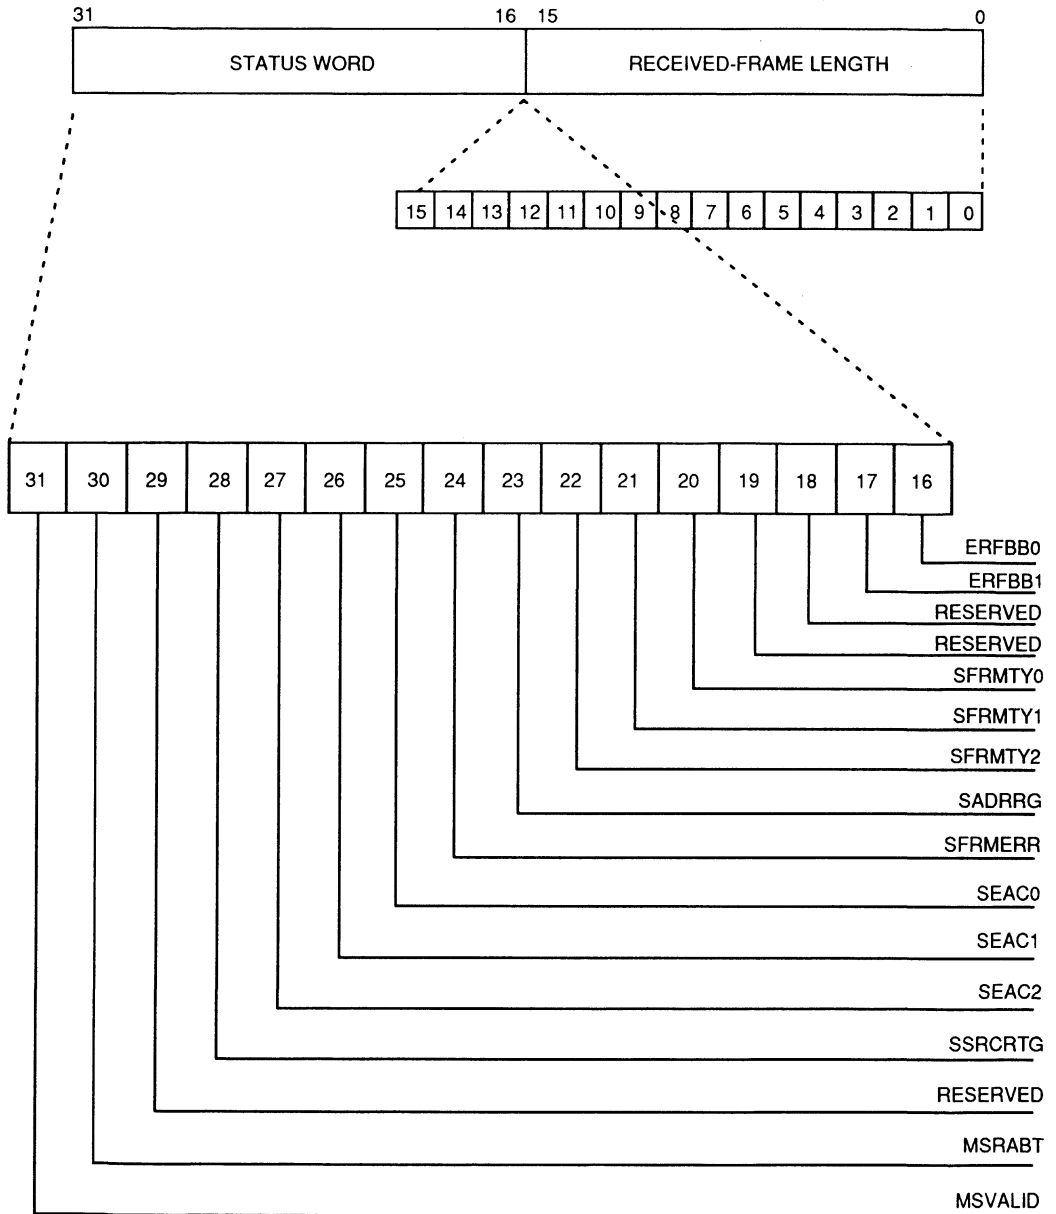 31 16 15 0
STATUS WORD RECEIVED-FRAME LENGTH
15 14 13 12 11 10 9 8 7 6 5 4 3 2 1 0
31 30 29 28 27 26 25 24 23 22 21 20 19 18 17 16
ERFBB0
ERFBB1
RESERVED
RESERVED
SFRMTY0
SFRMTY1
SFRMTY2
SADRRG
SFRMERR
SEAC0
SEAC1
SEAC2
SSRCRTG
RESERVED
MSRABT
MSVALID